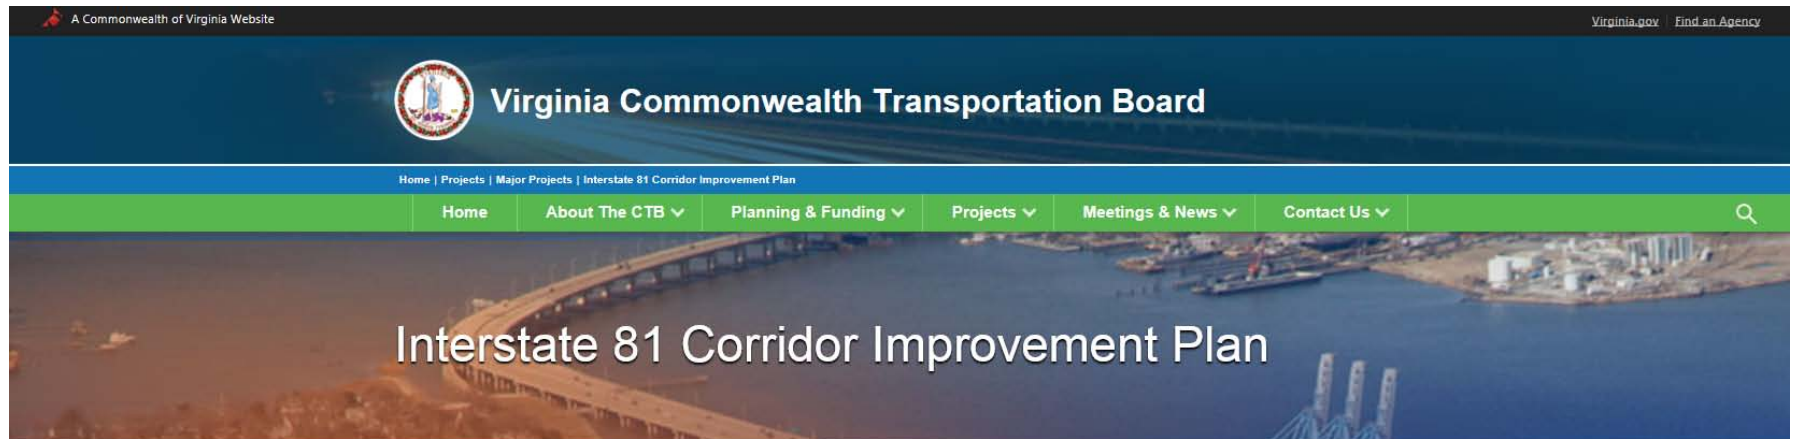 A Commonwealth of Virginia Website
Virginia.gov | Find an Agency
Virginia Commonwealth Transportation Board
Home | Projects | Major Projects | Interstate 81 Corridor Improvement Plan
Home About The CTB Planning & Funding Projects Meetings & News Contact Us
Interstate 81 Corridor Improvement Plan